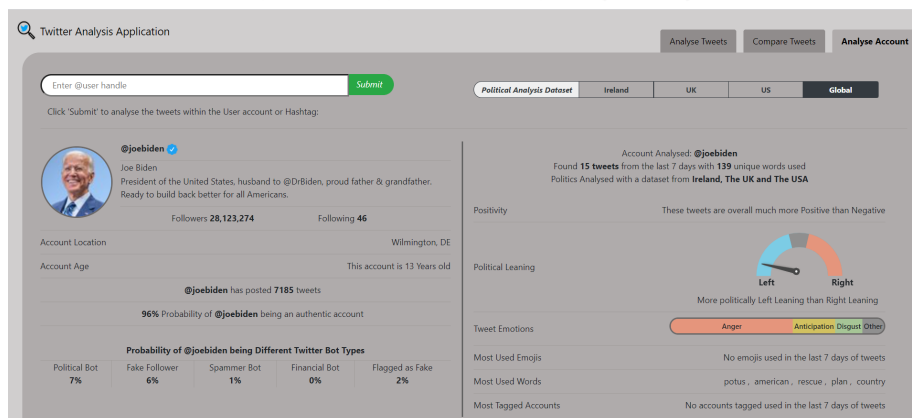 Twitter Analysis Application
Analyse Tweets
Compare Tweets
Analyse Account
Enter @user handle
Submit
Click 'Submit' to analyse the tweets within the User account or Hashtag:
Political Analysis Dataset
Ireland
UK
US
Global
@joebiden
Joe Biden
President of the United States, husband to @DrBiden, proud father & grandfather.
Ready to build back better for all Americans.
Followers 28,123,274
Following 46
Account Location
Wilmington, DE
Account Age
This account is 13 Years old
@joebiden has posted 7185 tweets
96% Probability of @joebiden being an authentic account
Probability of @joebiden being Different Twitter Bot Types
Political Bot
Fake Follower
Spammer Bot
Financial Bot
Flagged as Fake
7%
6%
1%
0%
2%
Account Analysed: @joebiden
Found 15 tweets from the last 7 days with 139 unique words used
Politics Analysed with a dataset from Ireland, The UK and The USA
Positivity
These tweets are overall much more Positive than Negative
Political Leaning
Left
Right
More politically Left Leaning than Right Leaning
Tweet Emotions
Anger
Anticipation
Disgust
Other
Most Used Emojis
No emojis used in the last 7 days of tweets
Most Used Words
potus , american , rescue , plan , country
Most Tagged Accounts
No accounts tagged used in the last 7 days of tweets